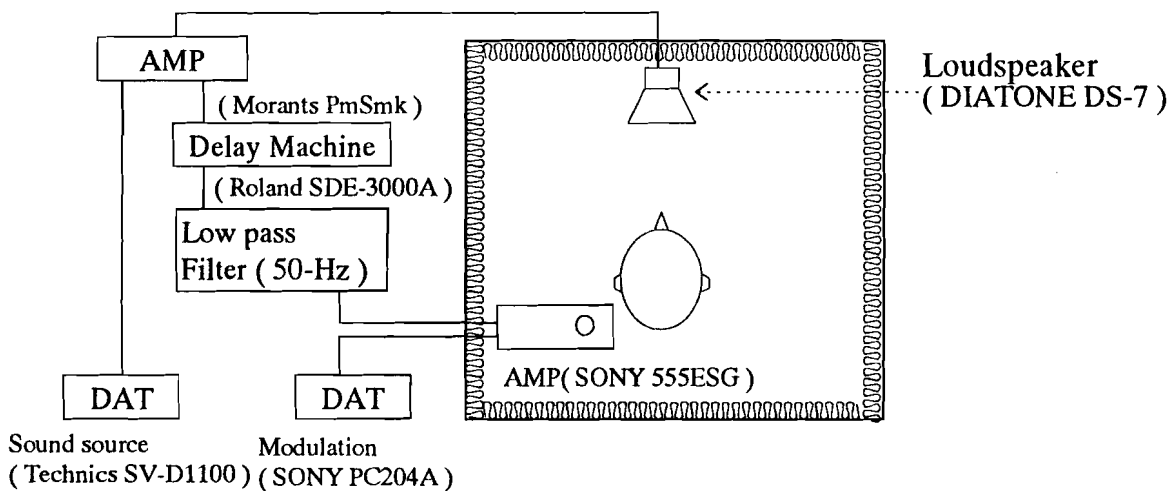 AMP
( Morants PmSmk)
Delay Machine
( Roland SDE-3000A)
Low pass
Filter ( 50-Hz )
Loudspeaker
( DIATONE DS-7 )
AMP( SONY 555ESG )
DAT
DAT
Sound source
( Technics SV-D1100)
Modulation
( SONY PC204A)